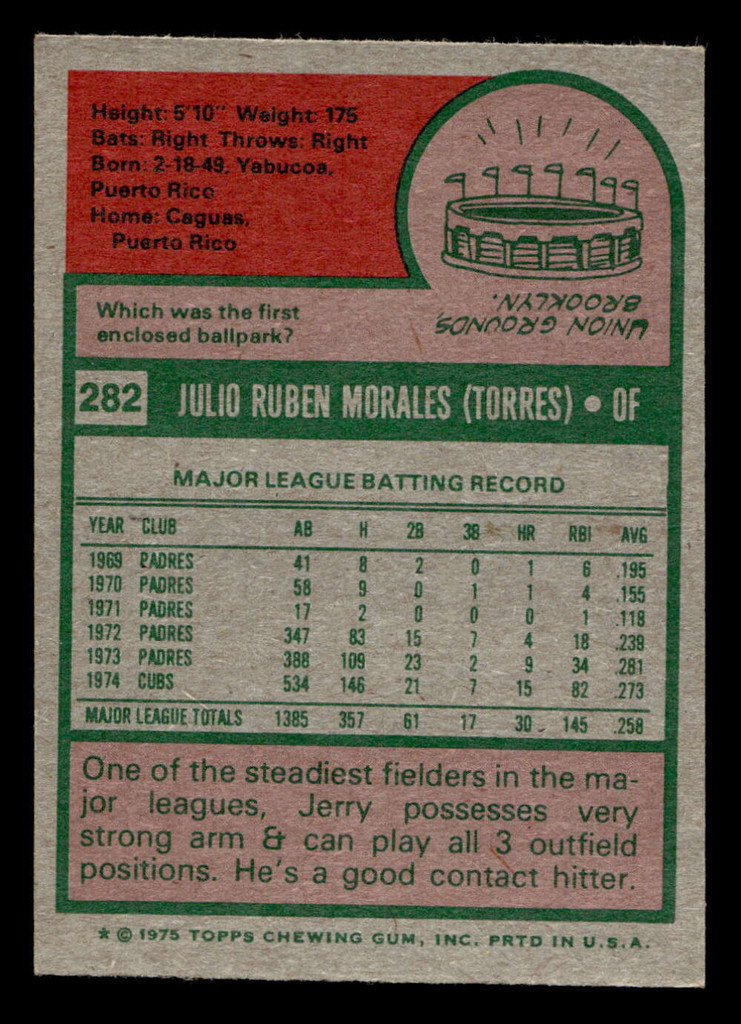 Height: 5'10" Weight: 175
Bats: Right Throws: Right
Born: 2-18-49, Yabucoa,
Puerto Rico
Home: Caguas,
Puerto Rico
Which was the first
enclosed ballpark?
UNION GROUNDS,
BROOKLYN.
282 JULIO RUBEN MORALES (TORRES) • OF
MAJOR LEAGUE BATTING RECORD
YEAR CLUB AB H 2B 3B HR RBI AVG
1969 PADRES 41 8 2 0 1 6 .195
1970 PADRES 58 9 0 1 1 4 .155
1971 PADRES 17 2 0 0 0 1 .118
1972 PADRES 347 83 15 7 4 18 .239
1973 PADRES 388 109 23 2 9 34 .281
1974 CUBS 534 146 21 7 15 82 .273
MAJOR LEAGUE TOTALS 1385 357 61 17 30 145 .258
One of the steadiest fielders in the ma-
jor leagues, Jerry possesses very
strong arm & can play all 3 outfield
positions. He's a good contact hitter.
* © 1975 TOPPS CHEWING GUM, INC. PRTD IN U.S.A.